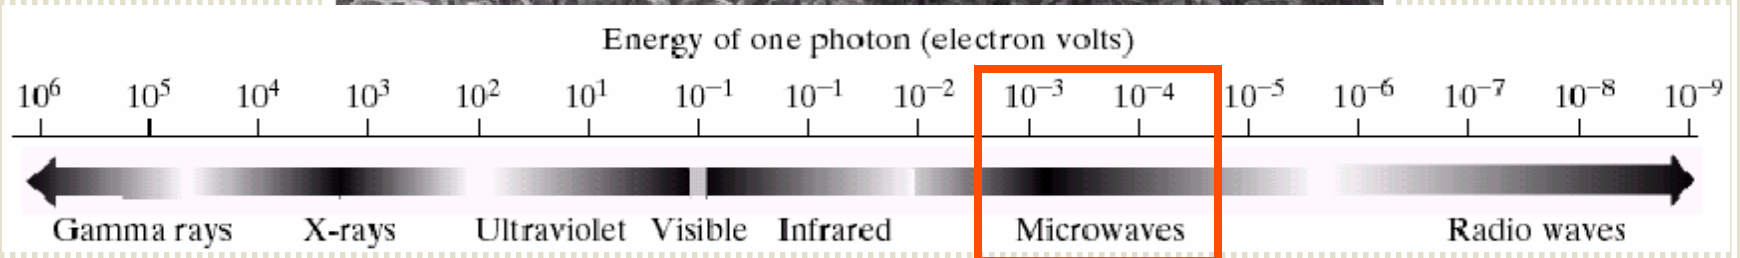 Energy of one photon (electron volts)
10⁶ 10⁵ 10⁴ 10³ 10² 10¹ 10⁻¹ 10⁻¹ 10⁻² 10⁻³ 10⁻⁴ 10⁻⁵ 10⁻⁶ 10⁻⁷ 10⁻⁸ 10⁻⁹
Gamma rays X-rays Ultraviolet Visible Infrared Microwaves Radio waves